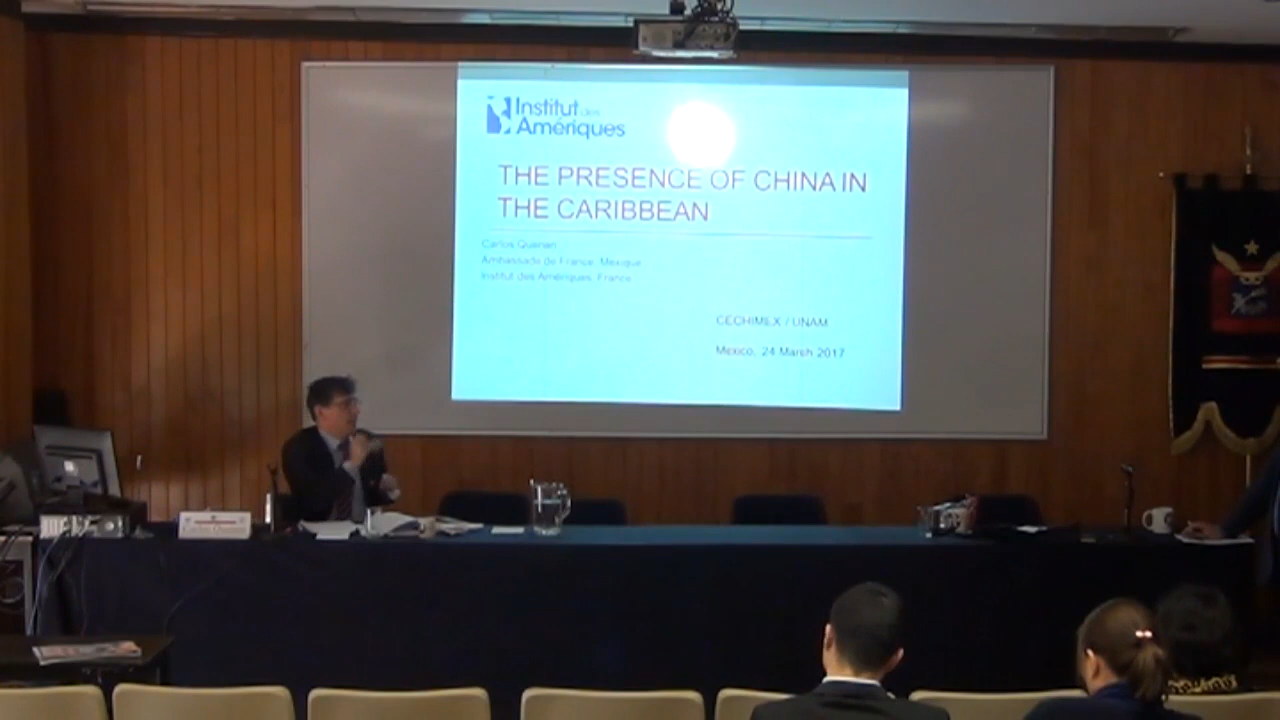 Institut des
Amériques
THE PRESENCE OF CHINA IN
THE CARIBBEAN
Carlos Quenan
Ambassade de France, Mexique
Institut des Amériques, France
CECHIMEX / UNAM
Mexico, 24 March 2017